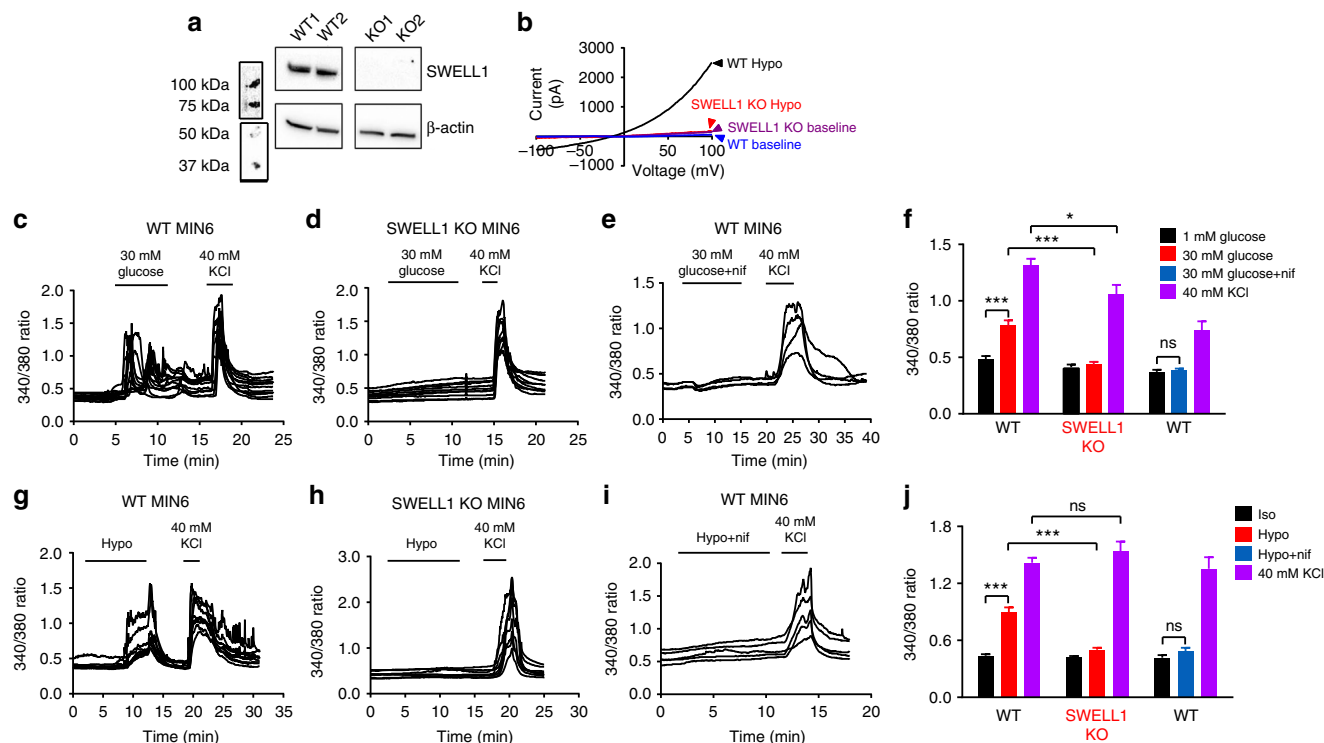 a
WT1
WT2
KO1
KO2
100 kDa
75 kDa
50 kDa
37 kDa
SWELL1
β-actin
b
3000
2000
1000
−1000
−100
−50
50
100
Current
(pA)
Voltage (mV)
WT Hypo
SWELL1 KO Hypo
SWELL1 KO baseline
WT baseline
c
WT MIN6
30 mM
glucose
40 mM
KCl
340/380 ratio
2.0
1.5
1.0
0.5
0.0
0 5 10 15 20 25
Time (min)
d
SWELL1 KO MIN6
30 mM
glucose
40 mM
KCl
340/380 ratio
2.0
1.5
1.0
0.5
0.0
0 5 10 15 20 25
Time (min)
e
WT MIN6
30 mM
glucose+nif
40 mM
KCl
340/380 ratio
2.0
1.5
1.0
0.5
0.0
0 5 10 15 20 25 30 35 40
Time (min)
f
1 mM glucose
30 mM glucose
30 mM glucose+nif
40 mM KCl
340/380 ratio
1.5
1.0
0.5
0.0
*
***
***
ns
WT
SWELL1
KO
WT
g
WT MIN6
Hypo
40 mM
KCl
340/380 ratio
2.0
1.5
1.0
0.5
0.0
0 5 10 15 20 25 30 35
Time (min)
h
SWELL1 KO MIN6
Hypo
40 mM
KCl
340/380 ratio
3.0
2.0
1.0
0.0
0 5 10 15 20 25 30
Time (min)
i
WT MIN6
Hypo+nif
40 mM
KCl
340/380 ratio
2.0
1.5
1.0
0.5
0.0
0 5 10 15 20
Time (min)
j
Iso
Hypo
Hypo+nif
40 mM KCl
340/380 ratio
1.8
1.2
0.6
0.0
ns
***
***
ns
WT
SWELL1
KO
WT